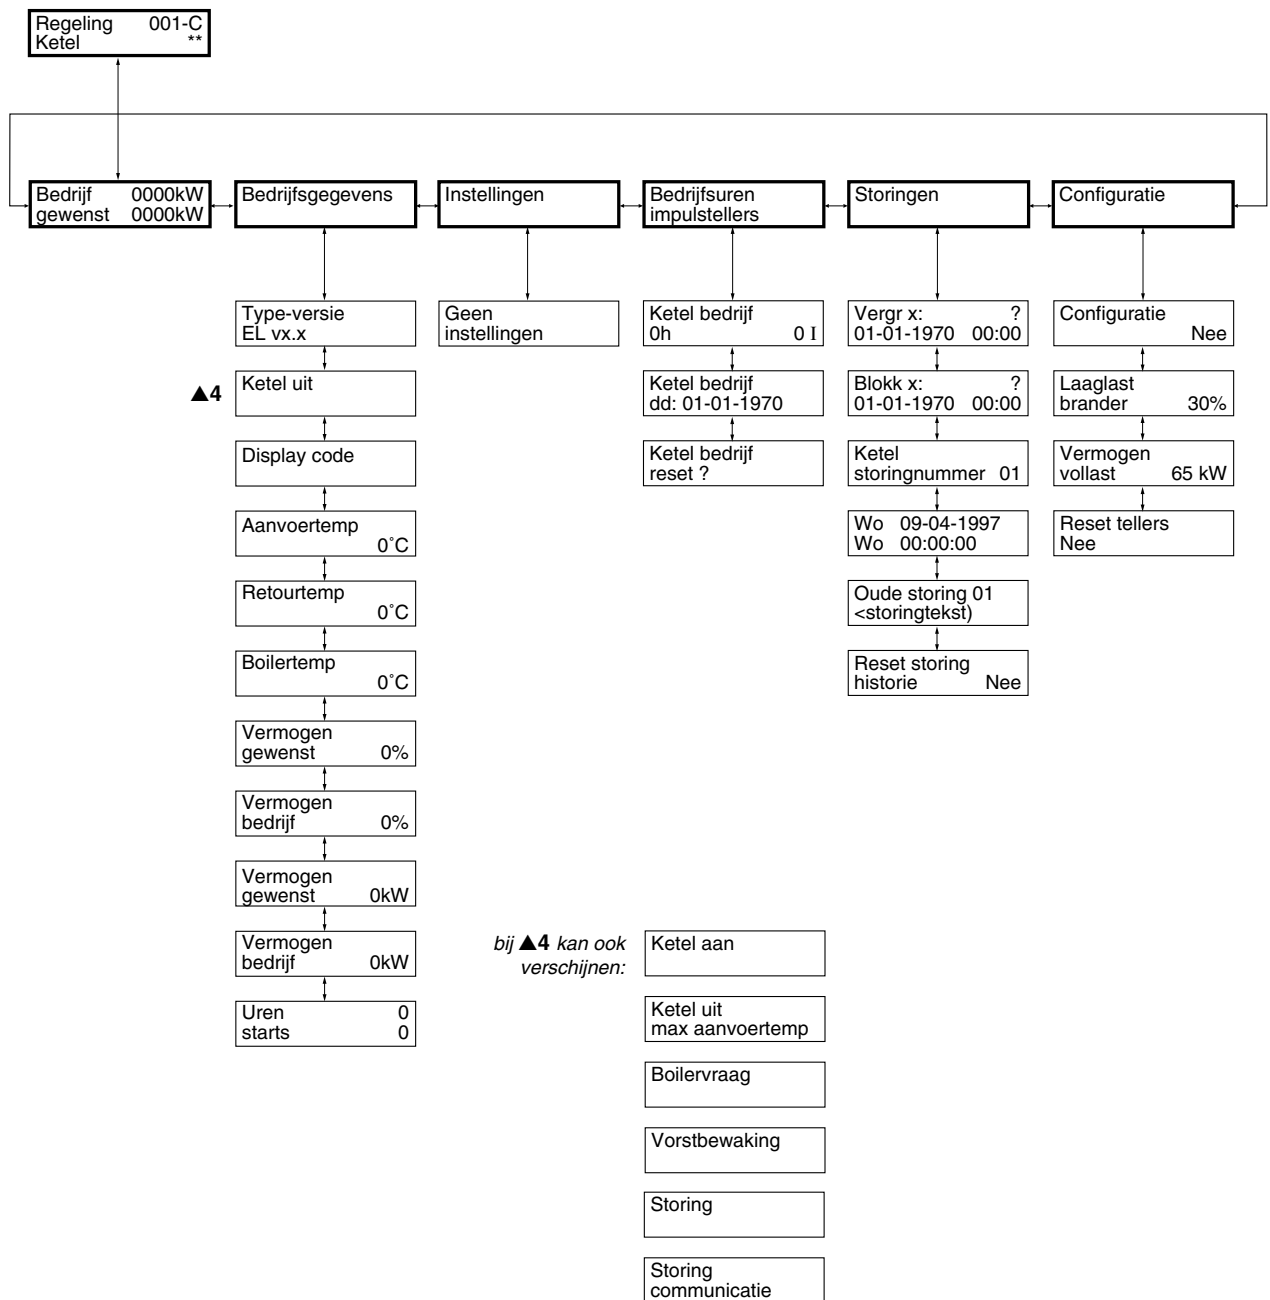 Regeling 001-C
Ketel **
Bedrijf 0000kW
gewenst 0000kW
Bedrijfsgegevens
Instellingen
Bedrijfsuren
impulstellers
Storingen
Configuratie
Type-versie
EL vx.x
▲4
Ketel uit
Display code
Aanvoertemp
0°C
Retourtemp
0°C
Boilertemp
0°C
Vermogen
gewenst 0%
Vermogen
bedrijf 0%
Vermogen
gewenst 0kW
Vermogen
bedrijf 0kW
Uren 0
starts 0
Geen
instellingen
Ketel bedrijf
0h 0 I
Ketel bedrijf
dd: 01-01-1970
Ketel bedrijf
reset ?
Vergr x: ?
01-01-1970 00:00
Blokk x: ?
01-01-1970 00:00
Ketel
storingnummer 01
Wo 09-04-1997
Wo 00:00:00
Oude storing 01
<storingtekst)
Reset storing
historie Nee
Configuratie
Nee
Laaglast
brander 30%
Vermogen
vollast 65 kW
Reset tellers
Nee
bij ▲4 kan ook
verschijnen:
Ketel aan
Ketel uit
max aanvoertemp
Boilervraag
Vorstbewaking
Storing
Storing
communicatie